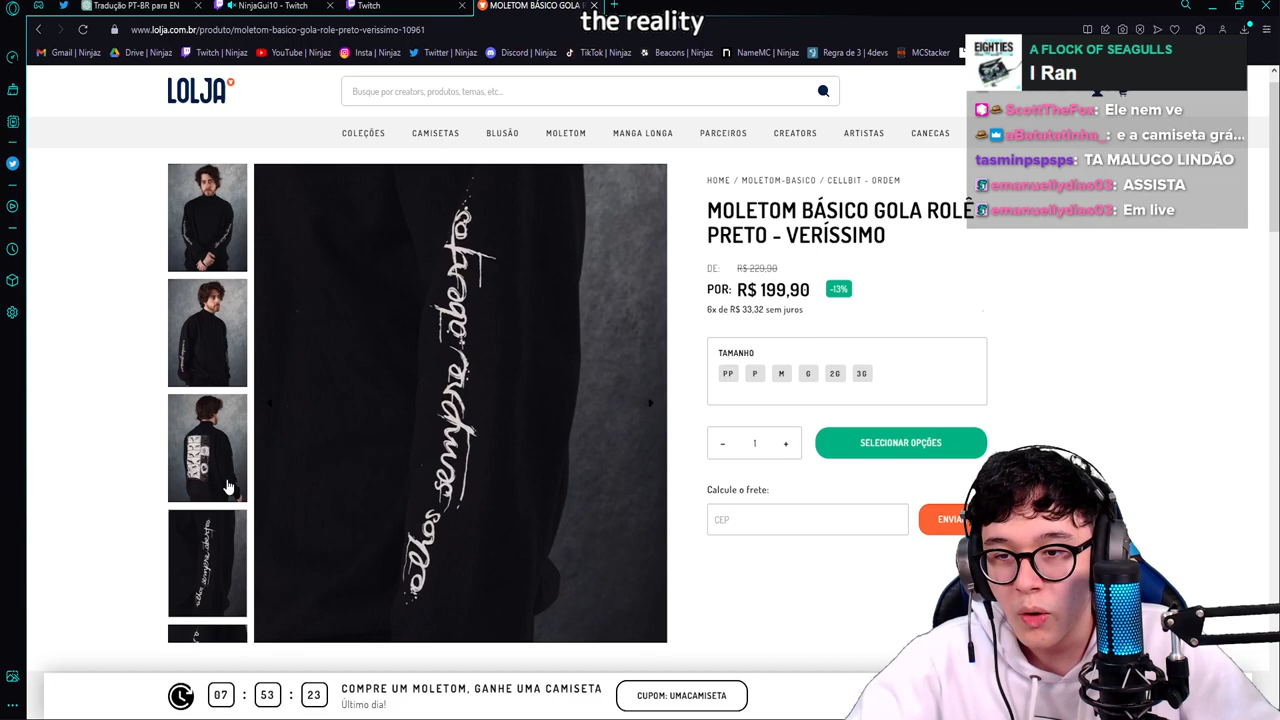 Tradução PT-BR para EN
NinjaGui10 - Twitch
Twitch
MOLETOM BÁSICO GOLA R
the reality
www.lolja.com.br/produto/moletom-basico-gola-role-preto-verissimo-10961
Gmail | Ninjaz
Drive | Ninjaz
Twitch | Ninjaz
YouTube | Ninjaz
Insta | Ninjaz
Twitter | Ninjaz
Discord | Ninjaz
TikTok | Ninjaz
Beacons | Ninjaz
NameMC | Ninjaz
Regra de 3 | 4devs
MCStacker
EIGHTIES
A FLOCK OF SEAGULLS
I Ran
LOLJA
Busque por creators, produtos, temas, etc...
COLEÇÕES
CAMISETAS
BLUSÃO
MOLETOM
MANGA LONGA
PARCEIROS
CREATORS
ARTISTAS
CANECAS
ScottTheFox: Ele nem ve
aBatatatinha_: e a camiseta grá...
tasminpspsps: TA MALUCO LINDÃO
emanuellydias03: ASSISTA
emanuellydias03: Em live
HOME / MOLETOM-BASICO / CELLBIT - ORDEM
MOLETOM BÁSICO GOLA ROLÊ
PRETO - VERÍSSIMO
DE: R$ 229,90
POR: R$ 199,90 -13%
6x de R$ 33,32 sem juros
TAMANHO
PP P M G 2G 3G
- 1 +
SELECIONAR OPÇÕES
Calcule o frete:
CEP
ENVIA
07 : 53 : 23
COMPRE UM MOLETOM, GANHE UMA CAMISETA
Último dia!
CUPOM: UMACAMISETA